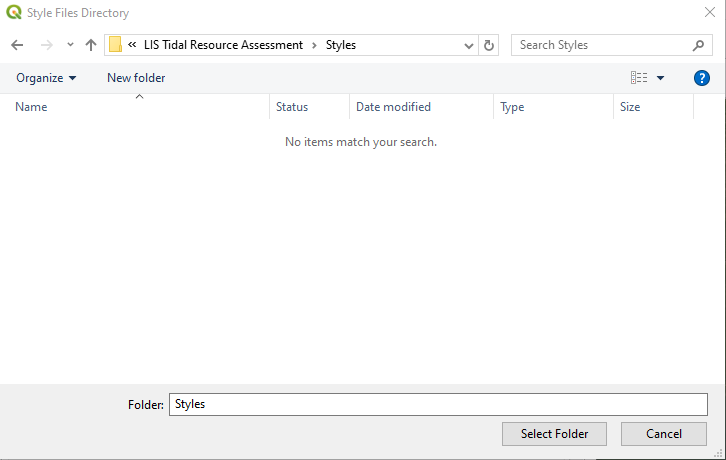 Style Files Directory
« LIS Tidal Resource Assessment > Styles
Search Styles
Organize New folder
?
Name Status Date modified Type Size
No items match your search.
Folder: Styles
Select Folder Cancel